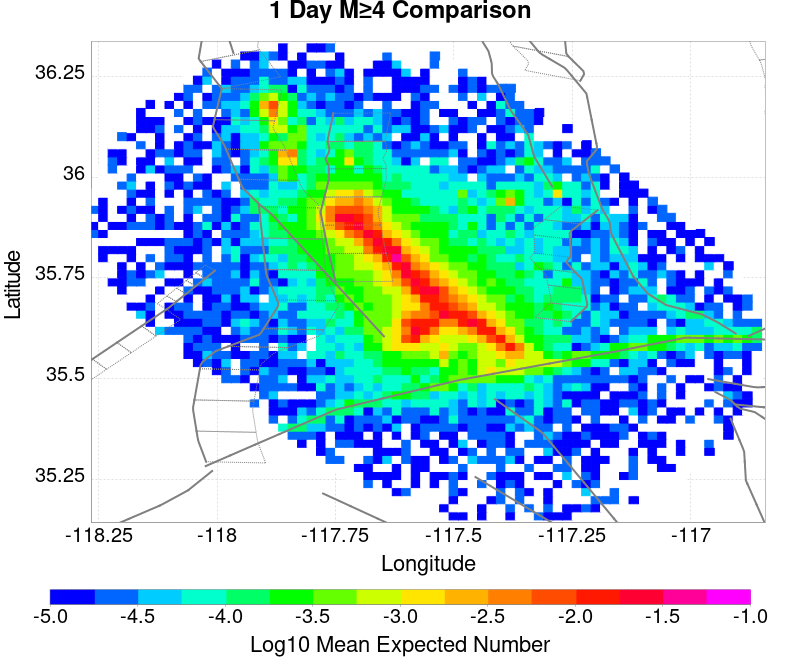 1 Day M≥4 Comparison
36.25
36
35.75
35.5
35.25
Latitude
-118.25 -118 -117.75 -117.5 -117.25 -117
Longitude
-5.0 -4.5 -4.0 -3.5 -3.0 -2.5 -2.0 -1.5 -1.0
Log10 Mean Expected Number